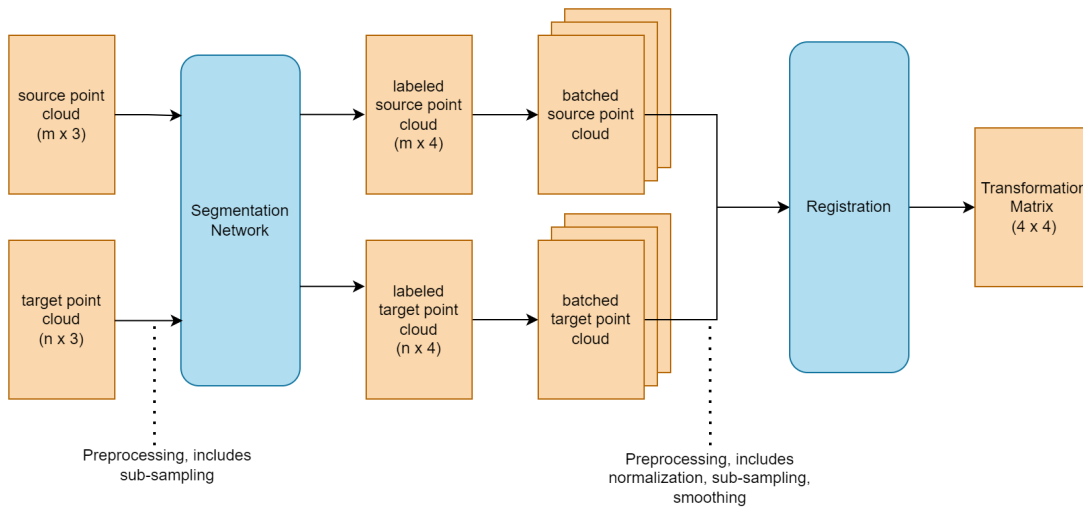 source point
cloud
(m x 3)
Segmentation
Network
labeled
source point
cloud
(m x 4)
batched
source point
cloud
Registration
Transformation
Matrix
(4 x 4)
target point
cloud
(n x 3)
labeled
target point
cloud
(n x 4)
batched
target point
cloud
Preprocessing, includes
sub-sampling
Preprocessing, includes
normalization, sub-sampling,
smoothing